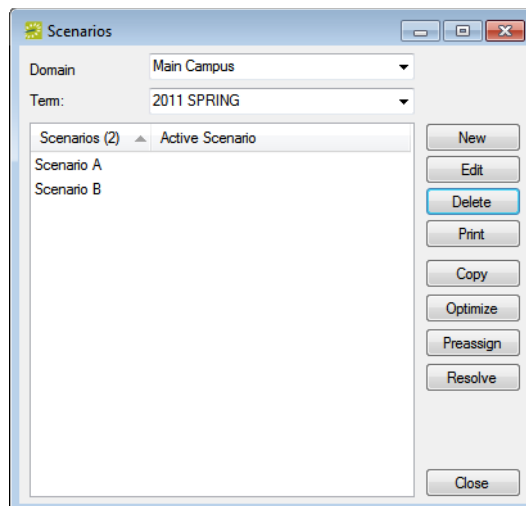 Scenarios
Domain Main Campus
Term: 2011 SPRING
Scenarios (2) Active Scenario
Scenario A
Scenario B
New
Edit
Delete
Print
Copy
Optimize
Preassign
Resolve
Close